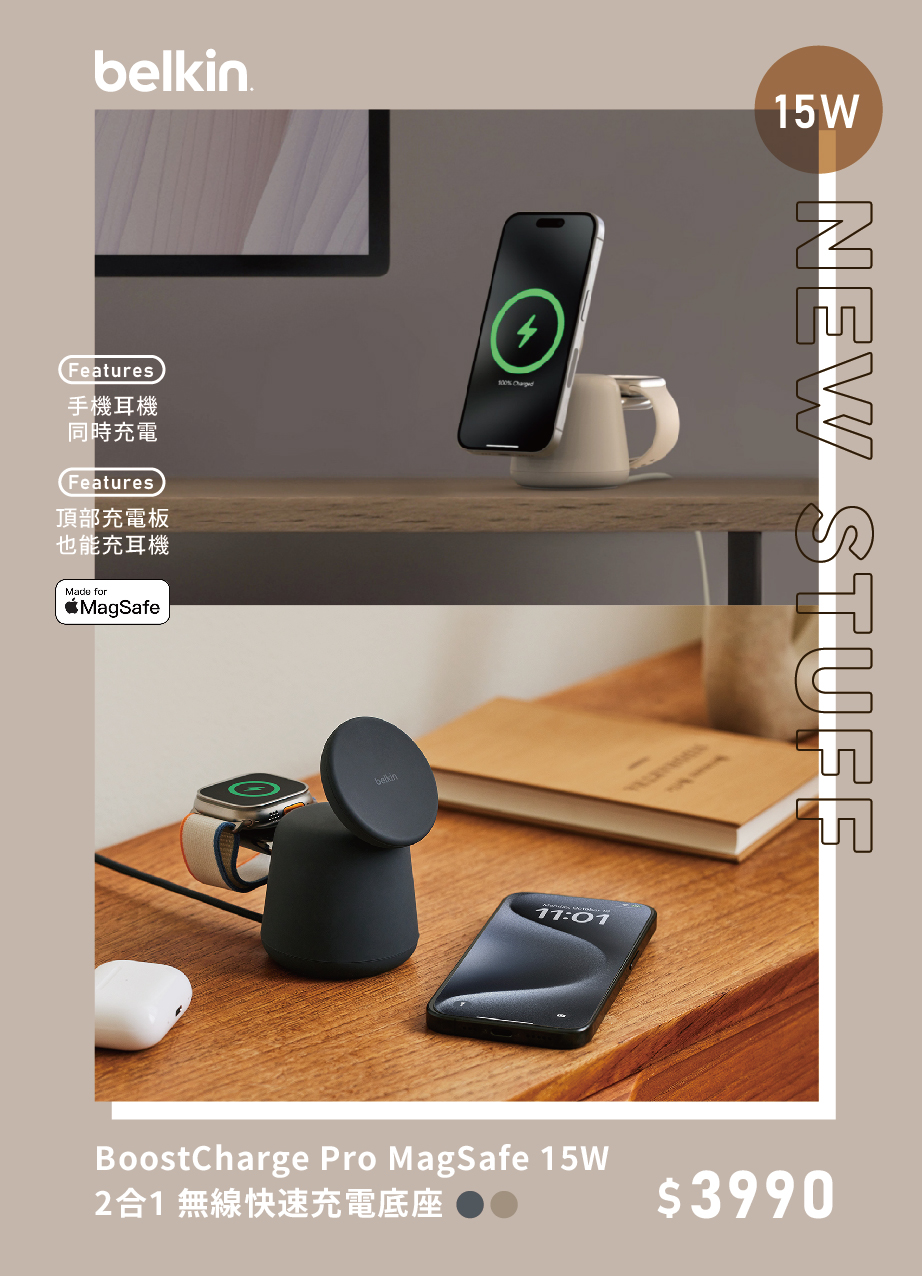 belkin
15W
NEW STUFF
100% Charged
Features
手機耳機
同時充電
Features
頂部充電板
也能充耳機
Made for
MagSafe
belkin
11:01
BoostCharge Pro MagSafe 15W
2合1 無線快速充電底座
$3990